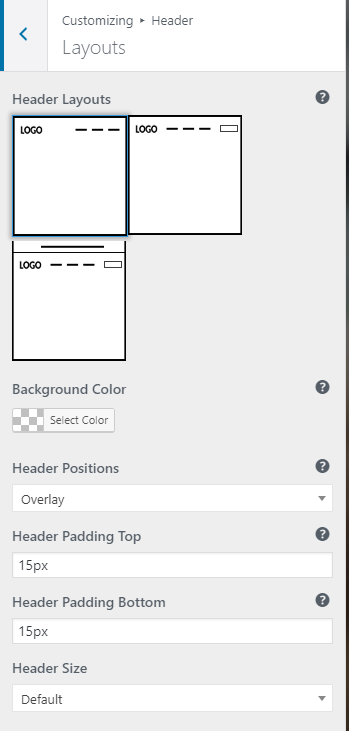 Customizing ▸ Header
Layouts
Header Layouts
LOGO
LOGO
LOGO
Background Color
Select Color
Header Positions
Overlay
Header Padding Top
15px
Header Padding Bottom
15px
Header Size
Default